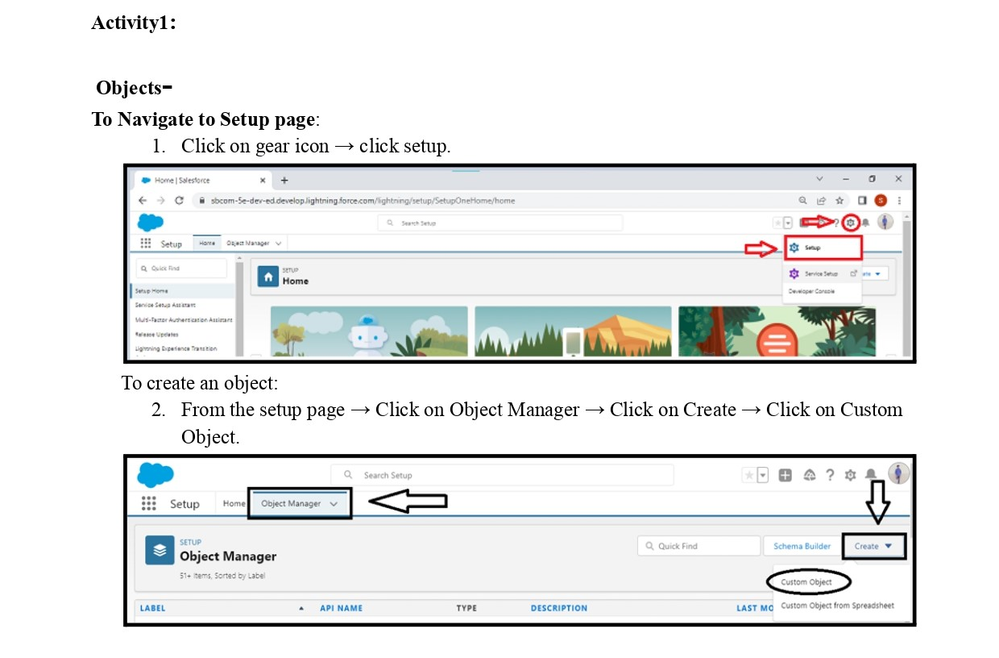 Activity1:
Objects-
To Navigate to Setup page:
1. Click on gear icon → click setup.
Home | Salesforce
sbcom-5e-dev-ed.develop.lightning.force.com/lightning/setup/SetupOneHome/home
S
Search Setup
Setup Home Object Manager
Setup
Quick Find
SETUP
Home
Service Setup
Developer Console
Setup Home
Service Setup Assistant
Multi-Factor Authentication Assistant
Release Updates
Lightning Experience Transition
To create an object:
2. From the setup page → Click on Object Manager → Click on Create → Click on Custom
Object.
Search Setup
Setup Home Object Manager
SETUP
Object Manager
51+ Items, Sorted by Label
Quick Find Schema Builder Create
Custom Object
Custom Object from Spreadsheet
LABEL API NAME TYPE DESCRIPTION LAST MO